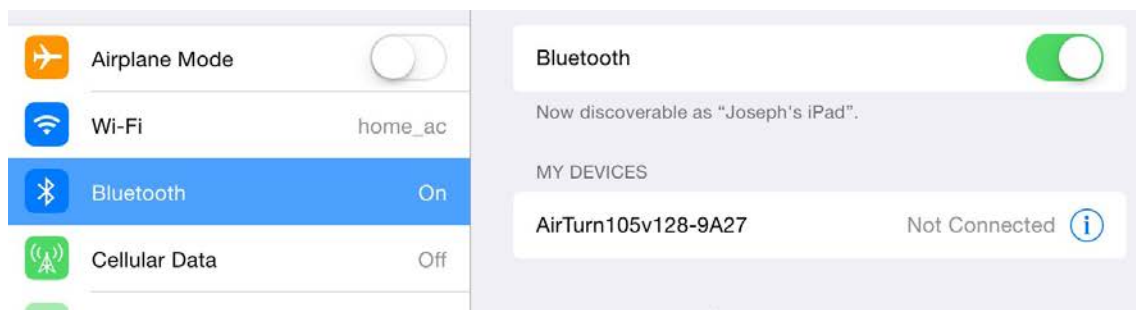 Airplane Mode
Wi-Fi home_ac
Bluetooth On
Cellular Data Off
Bluetooth
Now discoverable as “Joseph's iPad”.
MY DEVICES
AirTurn105v128-9A27 Not Connected i